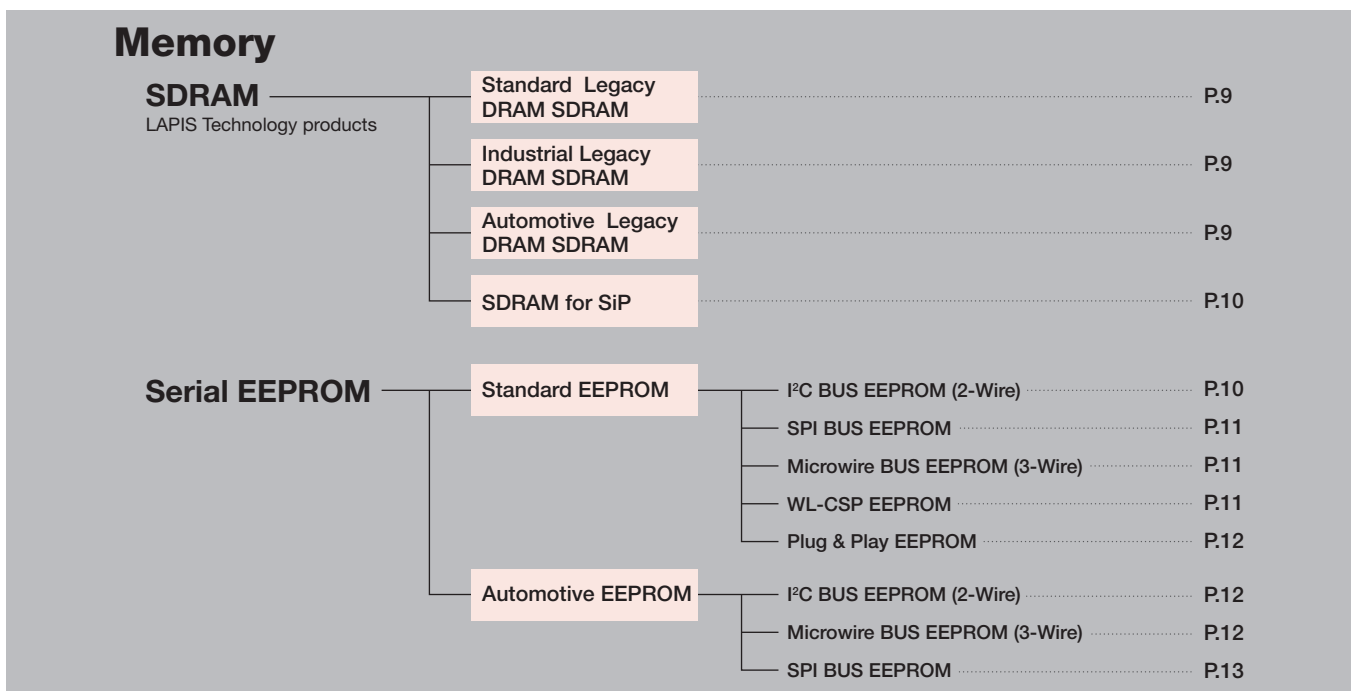 Memory
SDRAM
LAPIS Technology products
Standard Legacy
DRAM SDRAM
P.9
Industrial Legacy
DRAM SDRAM
P.9
Automotive Legacy
DRAM SDRAM
P.9
SDRAM for SiP
P.10
Serial EEPROM
Standard EEPROM
I²C BUS EEPROM (2-Wire) P.10
SPI BUS EEPROM P.11
Microwire BUS EEPROM (3-Wire) P.11
WL-CSP EEPROM P.11
Plug & Play EEPROM P.12
Automotive EEPROM
I²C BUS EEPROM (2-Wire) P.12
Microwire BUS EEPROM (3-Wire) P.12
SPI BUS EEPROM P.13